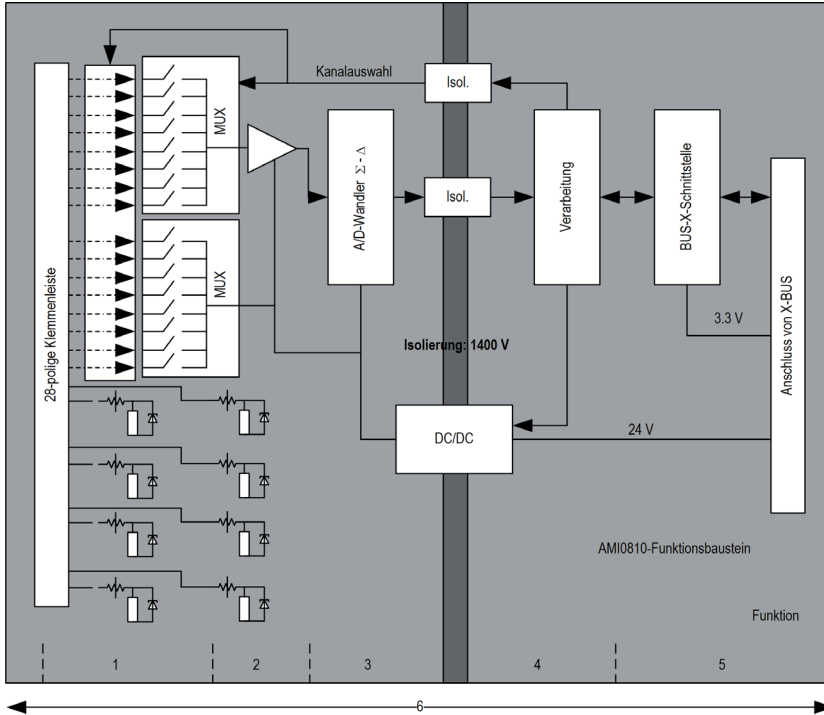 28-polige Klemmenleiste
MUX
MUX
Kanalauswahl
Isol.
Isol.
A/D-Wandler Σ - Δ
Verarbeitung
BUS-X-Schnittstelle
Anschluss von X-BUS
3.3 V
Isolierung: 1400 V
DC/DC
24 V
AMI0810-Funktionsbaustein
Funktion
1
2
3
4
5
6